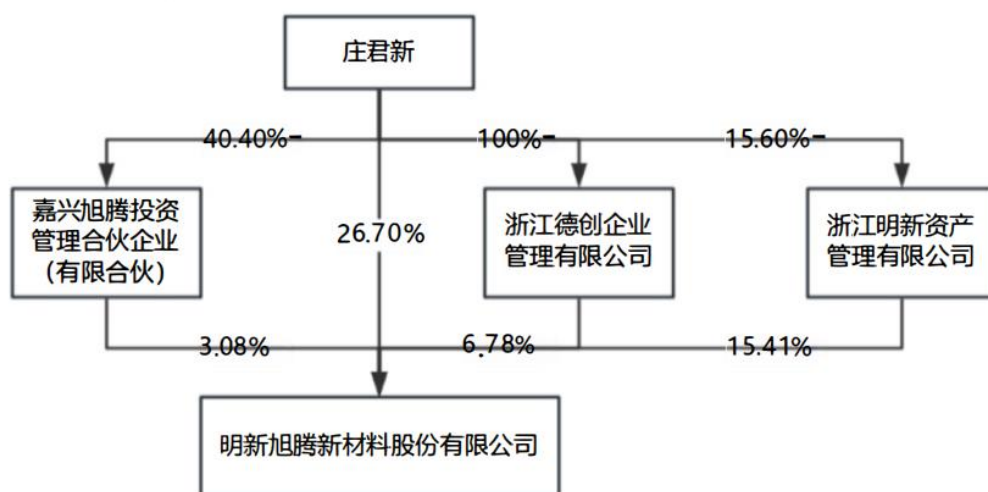 庄君新
40.40%
100%
15.60%
嘉兴旭腾投资
管理合伙企业
（有限合伙）
26.70%
浙江德创企业
管理有限公司
浙江明新资产
管理有限公司
3.08%
6.78%
15.41%
明新旭腾新材料股份有限公司